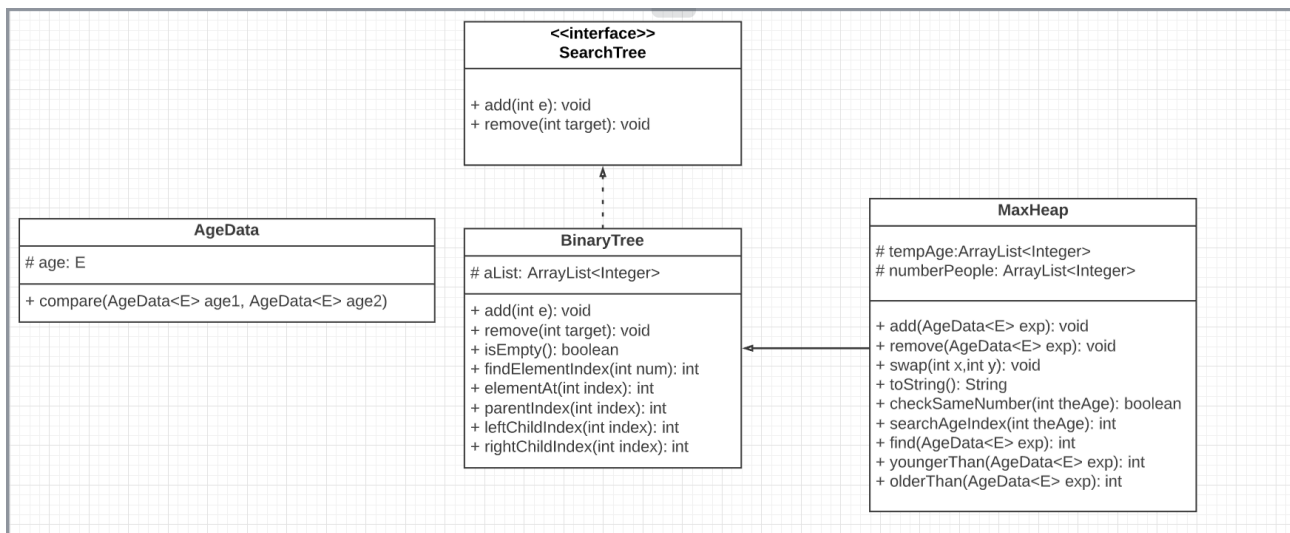 <<interface>>
SearchTree
+ add(int e): void
+ remove(int target): void
AgeData
# age: E
+ compare(AgeData<E> age1, AgeData<E> age2)
BinaryTree
# aList: ArrayList<Integer>
+ add(int e): void
+ remove(int target): void
+ isEmpty(): boolean
+ findElementIndex(int num): int
+ elementAt(int index): int
+ parentIndex(int index): int
+ leftChildIndex(int index): int
+ rightChildIndex(int index): int
MaxHeap
# tempAge:ArrayList<Integer>
# numberPeople: ArrayList<Integer>
+ add(AgeData<E> exp): void
+ remove(AgeData<E> exp): void
+ swap(int x,int y): void
+ toString(): String
+ checkSameNumber(int theAge): boolean
+ searchAgeIndex(int theAge): int
+ find(AgeData<E> exp): int
+ youngerThan(AgeData<E> exp): int
+ olderThan(AgeData<E> exp): int